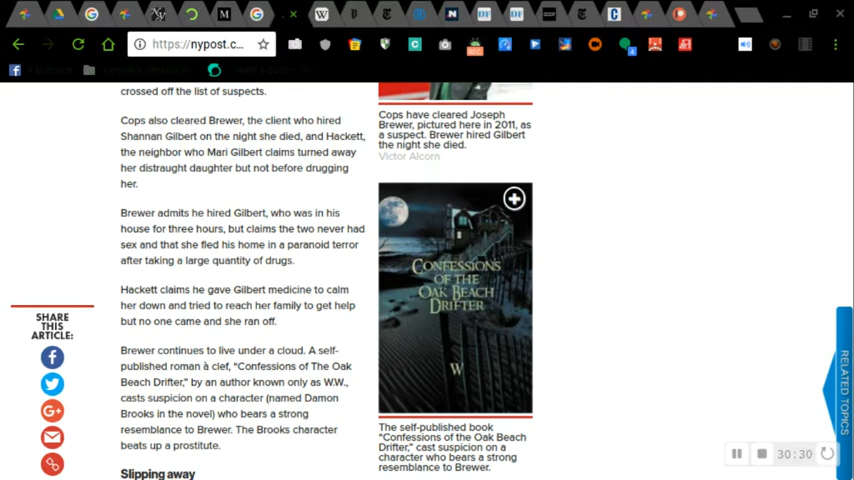 https://nypost.c...
crossed off the list of suspects.
Cops also cleared Brewer, the client who hired
Shannan Gilbert on the night she died, and Hackett,
the neighbor who Mari Gilbert claims turned away
her distraught daughter but not before drugging
her.
Brewer admits he hired Gilbert, who was in his
house for three hours, but claims the two never had
sex and that she fled his home in a paranoid terror
after taking a large quantity of drugs.
Hackett claims he gave Gilbert medicine to calm
her down and tried to reach her family to get help
but no one came and she ran off.
Brewer continues to live under a cloud. A self-
published roman à clef, “Confessions of The Oak
Beach Drifter,” by an author known only as W.W.,
casts suspicion on a character (named Damon
Brooks in the novel) who bears a strong
resemblance to Brewer. The Brooks character
beats up a prostitute.
Slipping away
SHARE
THIS
ARTICLE:
Cops have cleared Joseph
Brewer, pictured here in 2011, as
a suspect. Brewer hired Gilbert
the night she died.
Victor Alcorn
CONFESSIONS
OF THE
OAK BEACH
DRIFTER
W
The self-published book
“Confessions of the Oak Beach
Drifter,” cast suspicion on a
character who bears a strong
resemblance to Brewer.
RELATED TOPICS
30:30